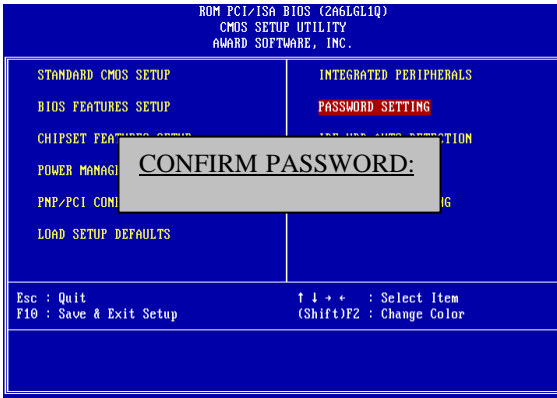 ROM PCI/ISA BIOS (2A6LGL1Q)
CMOS SETUP UTILITY
AWARD SOFTWARE, INC.
STANDARD CMOS SETUP
INTEGRATED PERIPHERALS
BIOS FEATURES SETUP
PASSWORD SETTING
CHIPSET
POWER
CONFIRM PASSWORD:
PNP/PCI
LOAD SETUP DEFAULTS
Esc : Quit
↑ ↓ → ← : Select Item
F10 : Save & Exit Setup
(Shift)F2 : Change Color